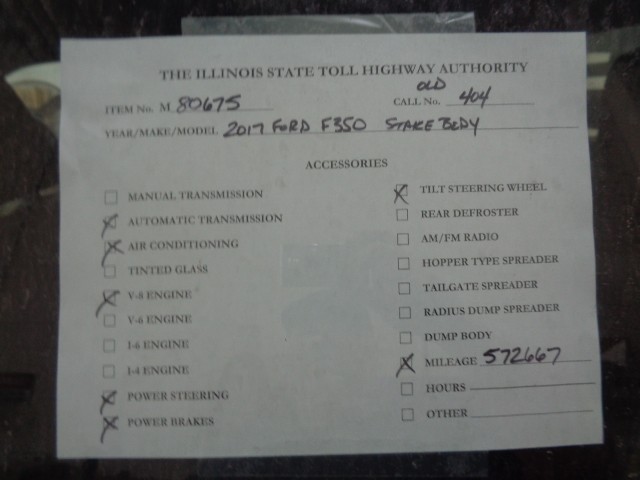 THE ILLINOIS STATE TOLL HIGHWAY AUTHORITY
OLD
ITEM No. M 80675 CALL No. 404
YEAR/MAKE/MODEL 2017 FORD F350 STAKE BODY
ACCESSORIES
MANUAL TRANSMISSION
AUTOMATIC TRANSMISSION
AIR CONDITIONING
TINTED GLASS
V-8 ENGINE
V-6 ENGINE
I-6 ENGINE
I-4 ENGINE
POWER STEERING
POWER BRAKES
TILT STEERING WHEEL
REAR DEFROSTER
AM/FM RADIO
HOPPER TYPE SPREADER
TAILGATE SPREADER
RADIUS DUMP SPREADER
DUMP BODY
MILEAGE 572667
HOURS
OTHER